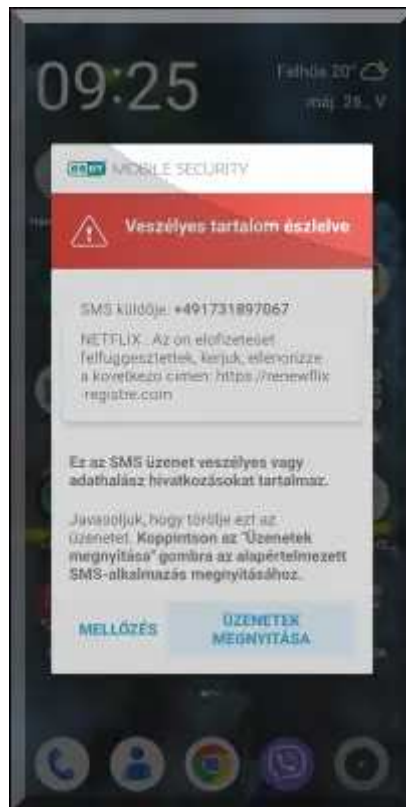 09:25
Felhős 20°
máj. 28., V
eset MOBILE SECURITY
Veszélyes tartalom észlelve
SMS küldője: +491731897067
NETFLIX : Az on elofizeteset
felfuggesztettek, kerjuk, ellenorizze
a kovetkezo cimen: https://renewflix
-registre.com
Ez az SMS üzenet veszélyes vagy
adathalász hivatkozásokat tartalmaz.
Javasoljuk, hogy törölje ezt az
üzenetet. Koppintson az "Üzenetek
megnyitása" gombra az alapértelmezett
SMS-alkalmazás megnyitásához.
MELLŐZÉS
ÜZENETEK
MEGNYITÁSA